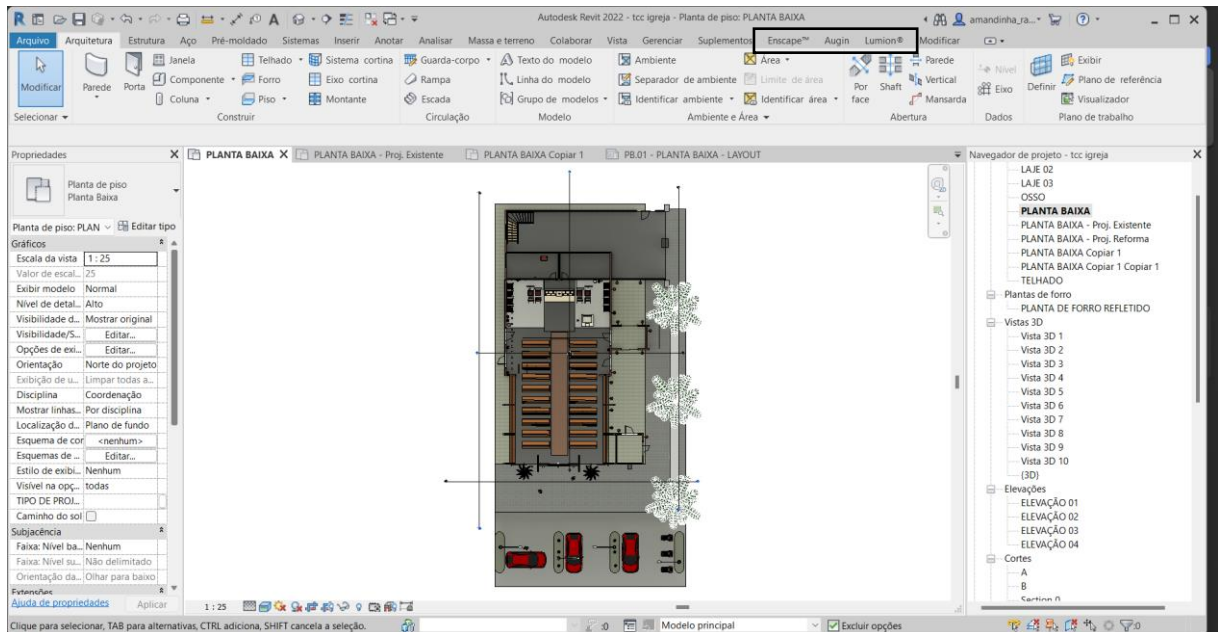 Autodesk Revit 2022 - tcc igreja - Planta de piso: PLANTA BAIXA
amandinha_ra...
Arquivo Arquitetura Estrutura Aço Pré-moldado Sistemas Inserir Anotar Analisar Massa e terreno Colaborar Vista Gerenciar Suplementos Enscape™ Augin Lumion® Modificar
Modificar
Parede
Porta
Janela
Componente
Coluna
Telhado
Forro
Piso
Sistema cortina
Eixo cortina
Montante
Guarda-corpo
Rampa
Escada
Texto do modelo
Linha do modelo
Grupo de modelos
Ambiente
Separador de ambiente
Identificar ambiente
Área
Limite de área
Identificar área
Por face
Shaft
Parede
Vertical
Mansarda
Nível
Eixo
Definir
Exibir
Plano de referência
Visualizador
Selecionar Construir Circulação Modelo Ambiente e Área Abertura Dados Plano de trabalho
Propriedades
PLANTA BAIXA
PLANTA BAIXA - Proj. Existente
PLANTA BAIXA Copiar 1
PB.01 - PLANTA BAIXA - LAYOUT
Planta de piso
Planta Baixa
Planta de piso: PLAN
Editar tipo
Gráficos
Escala da vista 1 : 25
Valor de escal... 25
Exibir modelo Normal
Nível de detal... Alto
Visibilidade d... Mostrar original
Visibilidade/S... Editar...
Opções de exi... Editar...
Orientação Norte do projeto
Exibição de u... Limpar todas a...
Disciplina Coordenação
Mostrar linhas... Por disciplina
Localização d... Plano de fundo
Esquema de cor <nenhum>
Esquemas de ... Editar...
Estilo de exibi... Nenhum
Visível na opç... todas
TIPO DE PROJ...
Caminho do sol
Subjacência
Faixa: Nível ba... Nenhum
Faixa: Nível su... Não delimitado
Orientação da... Olhar para baixo
Extensões
Ajuda de propriedades Aplicar
1 : 25
Navegador de projeto - tcc igreja
LAJE 02
LAJE 03
OSSO
PLANTA BAIXA
PLANTA BAIXA - Proj. Existente
PLANTA BAIXA - Proj. Reforma
PLANTA BAIXA Copiar 1
PLANTA BAIXA Copiar 1 Copiar 1
TELHADO
Plantas de forro
PLANTA DE FORRO REFLETIDO
Vistas 3D
Vista 3D 1
Vista 3D 2
Vista 3D 3
Vista 3D 4
Vista 3D 5
Vista 3D 6
Vista 3D 7
Vista 3D 8
Vista 3D 9
Vista 3D 10
{3D}
Elevações
ELEVAÇÃO 01
ELEVAÇÃO 02
ELEVAÇÃO 03
ELEVAÇÃO 04
Cortes
A
B
Section 0
Clique para selecionar, TAB para alternativas, CTRL adiciona, SHIFT cancela a seleção.
:0
Modelo principal
Excluir opções
:0